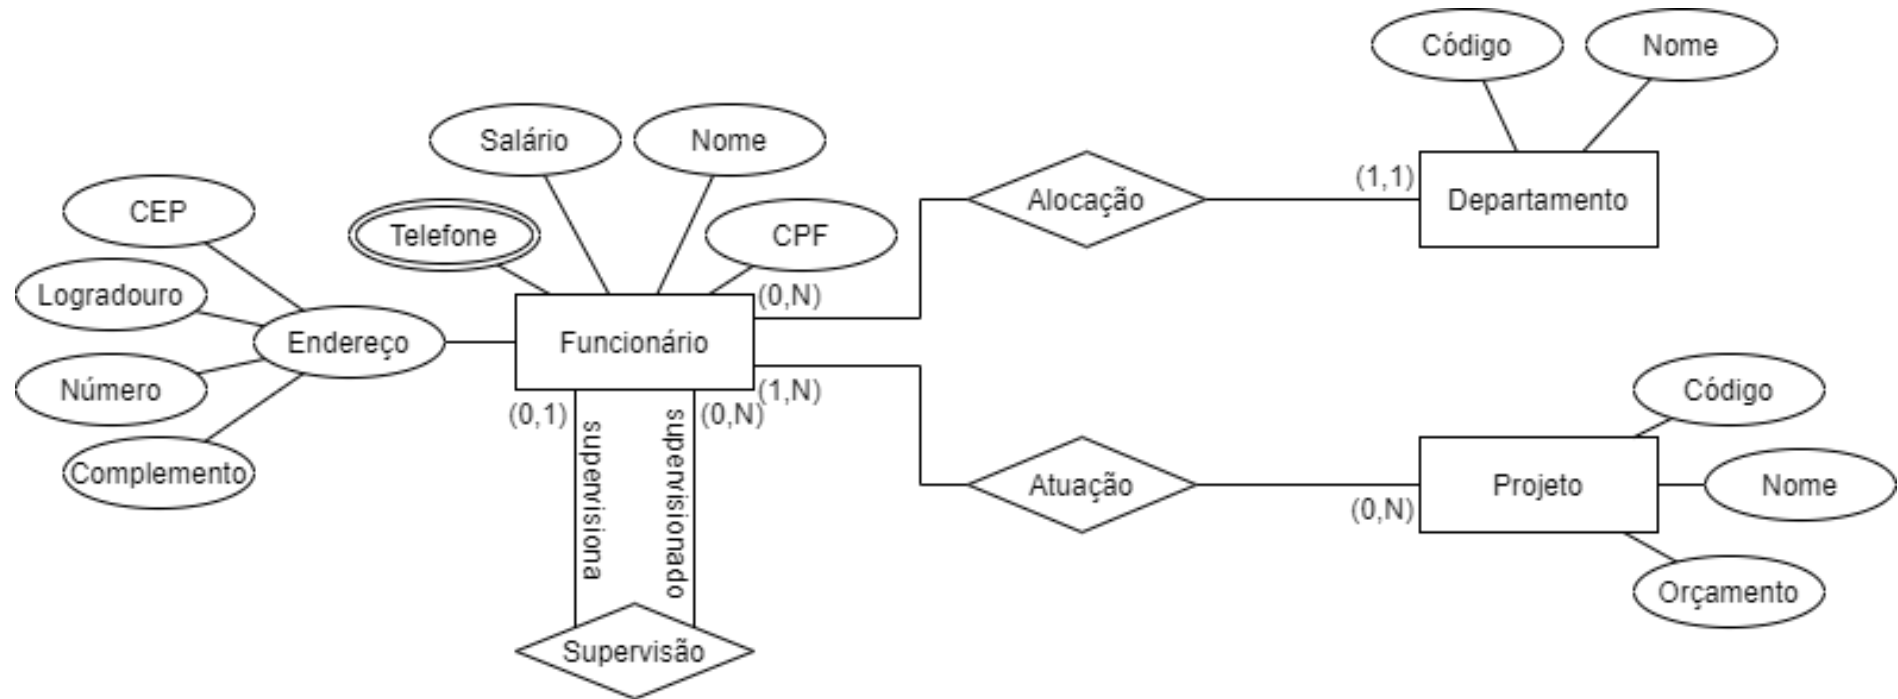 Código
Nome
Salário
Nome
CEP
Telefone
CPF
Alocação
(1,1)
Departamento
Logradouro
(0,N)
Endereço
Funcionário
Número
(0,1)
(0,N)
(1,N)
Código
Complemento
supervisiona
supervisionado
Atuação
(0,N)
Projeto
Nome
Orçamento
Supervisão